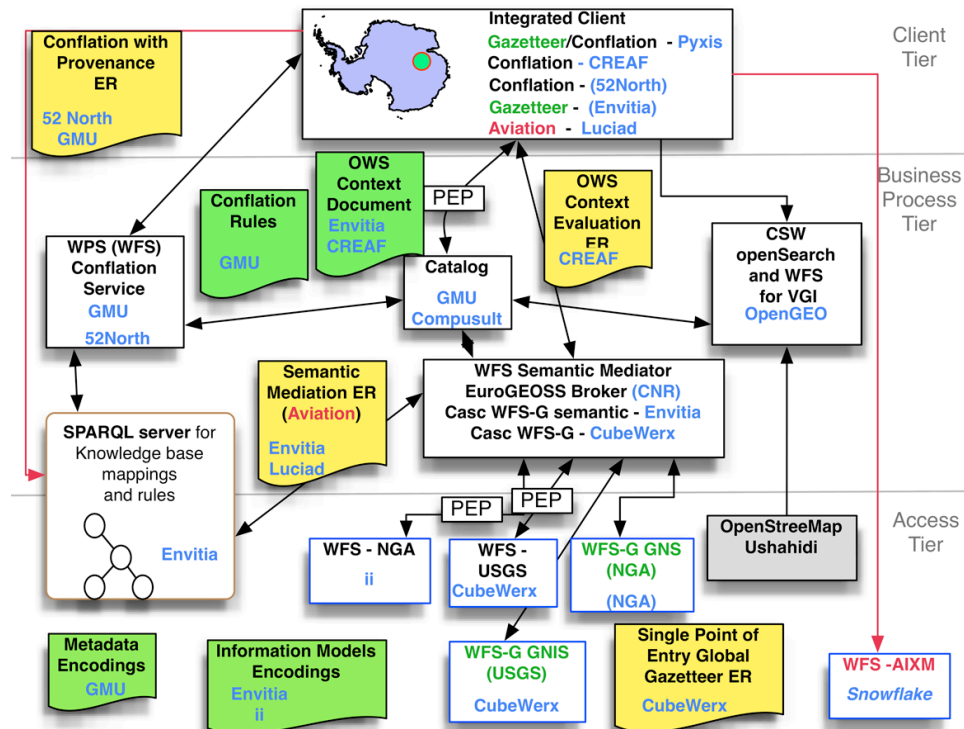 Integrated Client
Gazetteer/Conflation - Pyxis
Conflation - CREAF
Conflation - (52North)
Gazetteer - (Envitia)
Aviation - Luciad
Client
Tier
Conflation with
Provenance
ER
52 North
GMU
Business
Process
Tier
OWS
Context
Document
Envitia
CREAF
PEP
OWS
Context
Evaluation
ER
CREAF
Conflation
Rules
GMU
WPS (WFS)
Conflation
Service
GMU
52North
Catalog
GMU
Compusult
CSW
openSearch
and WFS
for VGI
OpenGEO
Semantic
Mediation ER
(Aviation)
Envitia
Luciad
WFS Semantic Mediator
EuroGEOSS Broker (CNR)
Casc WFS-G semantic - Envitia
Casc WFS-G - CubeWerx
SPARQL server for
Knowledge base
mappings
and rules
Envitia
PEP
PEP
Access
Tier
WFS - NGA
ii
WFS -
USGS
CubeWerx
WFS-G GNS
(NGA)
(NGA)
OpenStreeMap
Ushahidi
Metadata
Encodings
GMU
Information Models
Encodings
Envitia
ii
WFS-G GNIS
(USGS)
CubeWerx
Single Point of
Entry Global
Gazetteer ER
CubeWerx
WFS -AIXM
Snowflake